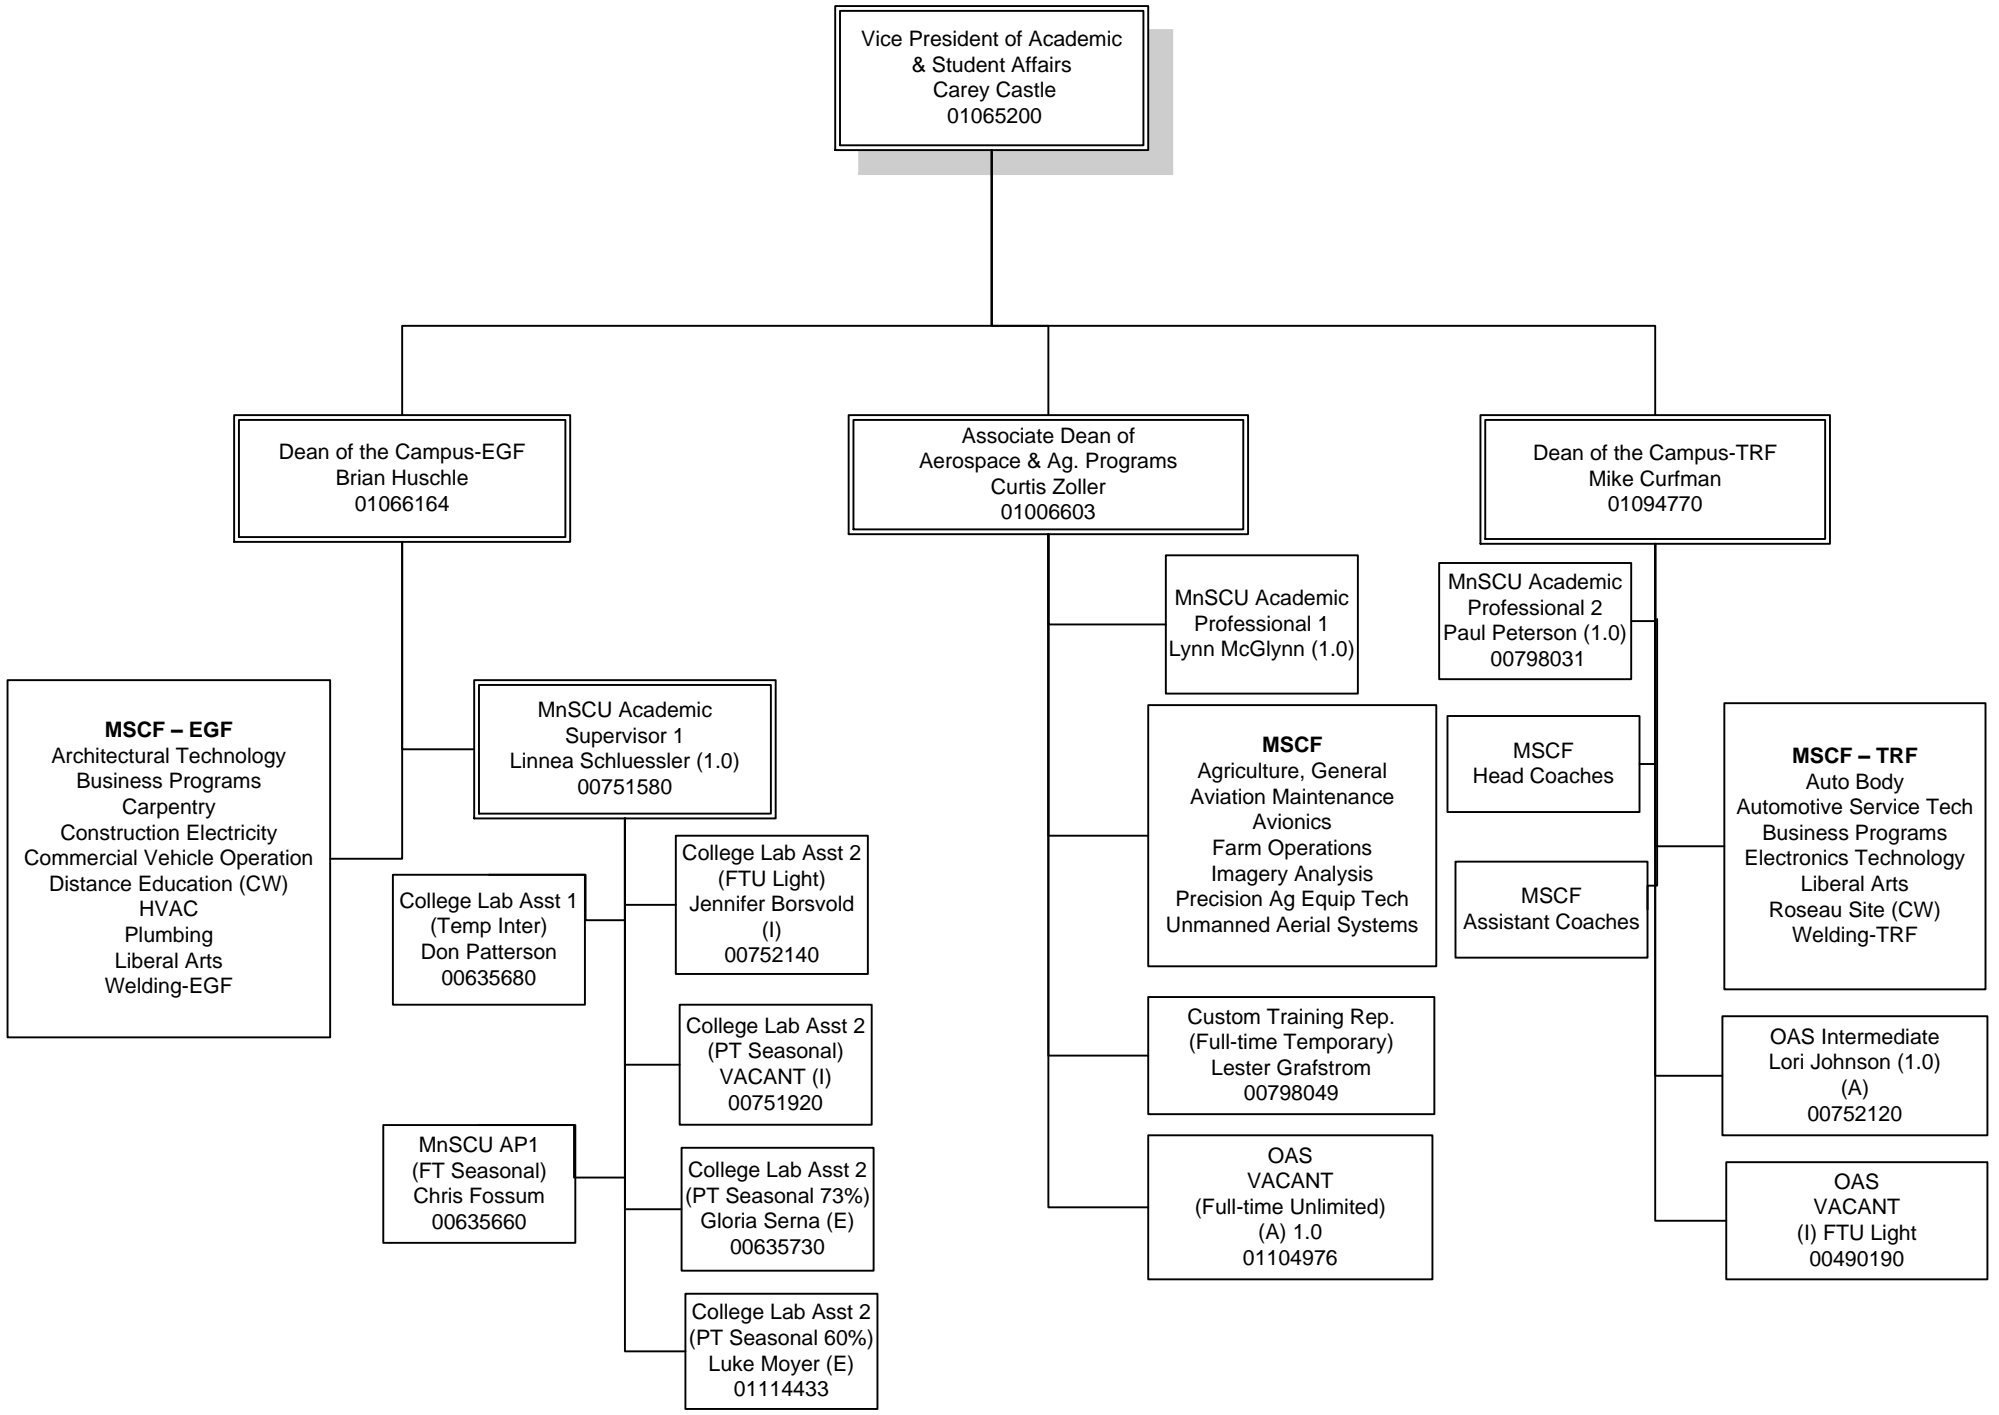 Vice President of Academic
& Student Affairs
Carey Castle
01065200
Dean of the Campus-EGF
Brian Huschle
01066164
Associate Dean of
Aerospace & Ag. Programs
Curtis Zoller
01006603
Dean of the Campus-TRF
Mike Curfman
01094770
MSCF – EGF
Architectural Technology
Business Programs
Carpentry
Construction Electricity
Commercial Vehicle Operation
Distance Education (CW)
HVAC
Plumbing
Liberal Arts
Welding-EGF
MnSCU Academic
Supervisor 1
Linnea Schluessler (1.0)
00751580
College Lab Asst 1
(Temp Inter)
Don Patterson
00635680
MnSCU AP1
(FT Seasonal)
Chris Fossum
00635660
College Lab Asst 2
(FTU Light)
Jennifer Borsvold
(I)
00752140
College Lab Asst 2
(PT Seasonal)
VACANT (I)
00751920
College Lab Asst 2
(PT Seasonal 73%)
Gloria Serna (E)
00635730
College Lab Asst 2
(PT Seasonal 60%)
Luke Moyer (E)
01114433
MnSCU Academic
Professional 1
Lynn McGlynn (1.0)
MSCF
Agriculture, General
Aviation Maintenance
Avionics
Farm Operations
Imagery Analysis
Precision Ag Equip Tech
Unmanned Aerial Systems
Custom Training Rep.
(Full-time Temporary)
Lester Grafstrom
00798049
OAS
VACANT
(Full-time Unlimited)
(A) 1.0
01104976
MnSCU Academic
Professional 2
Paul Peterson (1.0)
00798031
MSCF
Head Coaches
MSCF
Assistant Coaches
MSCF – TRF
Auto Body
Automotive Service Tech
Business Programs
Electronics Technology
Liberal Arts
Roseau Site (CW)
Welding-TRF
OAS Intermediate
Lori Johnson (1.0)
(A)
00752120
OAS
VACANT
(I) FTU Light
00490190